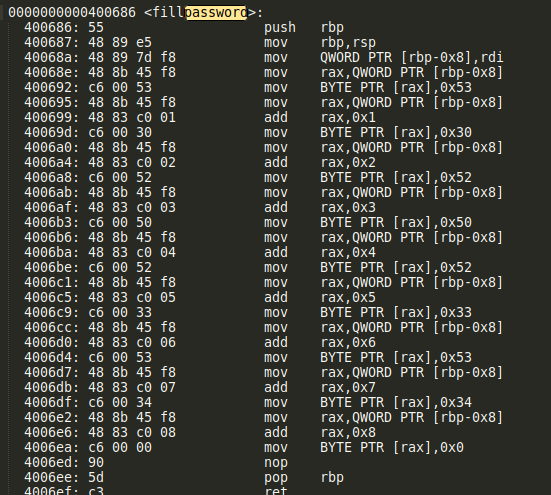 0000000000400686 <fillpassword>:
400686: 55 push rbp
400687: 48 89 e5 mov rbp,rsp
40068a: 48 89 7d f8 mov QWORD PTR [rbp-0x8],rdi
40068e: 48 8b 45 f8 mov rax,QWORD PTR [rbp-0x8]
400692: c6 00 53 mov BYTE PTR [rax],0x53
400695: 48 8b 45 f8 mov rax,QWORD PTR [rbp-0x8]
400699: 48 83 c0 01 add rax,0x1
40069d: c6 00 30 mov BYTE PTR [rax],0x30
4006a0: 48 8b 45 f8 mov rax,QWORD PTR [rbp-0x8]
4006a4: 48 83 c0 02 add rax,0x2
4006a8: c6 00 52 mov BYTE PTR [rax],0x52
4006ab: 48 8b 45 f8 mov rax,QWORD PTR [rbp-0x8]
4006af: 48 83 c0 03 add rax,0x3
4006b3: c6 00 50 mov BYTE PTR [rax],0x50
4006b6: 48 8b 45 f8 mov rax,QWORD PTR [rbp-0x8]
4006ba: 48 83 c0 04 add rax,0x4
4006be: c6 00 52 mov BYTE PTR [rax],0x52
4006c1: 48 8b 45 f8 mov rax,QWORD PTR [rbp-0x8]
4006c5: 48 83 c0 05 add rax,0x5
4006c9: c6 00 33 mov BYTE PTR [rax],0x33
4006cc: 48 8b 45 f8 mov rax,QWORD PTR [rbp-0x8]
4006d0: 48 83 c0 06 add rax,0x6
4006d4: c6 00 53 mov BYTE PTR [rax],0x53
4006d7: 48 8b 45 f8 mov rax,QWORD PTR [rbp-0x8]
4006db: 48 83 c0 07 add rax,0x7
4006df: c6 00 34 mov BYTE PTR [rax],0x34
4006e2: 48 8b 45 f8 mov rax,QWORD PTR [rbp-0x8]
4006e6: 48 83 c0 08 add rax,0x8
4006ea: c6 00 00 mov BYTE PTR [rax],0x0
4006ed: 90 nop
4006ee: 5d pop rbp
4006ef: c3 ret